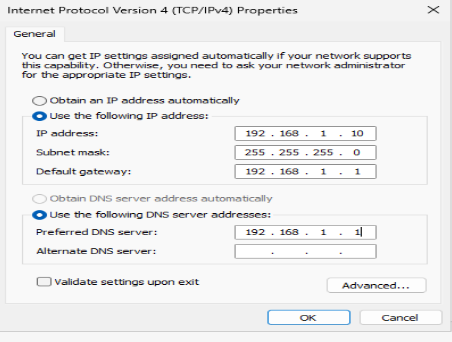 Internet Protocol Version 4 (TCP/IPv4) Properties
General
You can get IP settings assigned automatically if your network supports
this capability. Otherwise, you need to ask your network administrator
for the appropriate IP settings.
Obtain an IP address automatically
Use the following IP address:
IP address: 192 . 168 . 1 . 10
Subnet mask: 255 . 255 . 255 . 0
Default gateway: 192 . 168 . 1 . 1
Obtain DNS server address automatically
Use the following DNS server addresses:
Preferred DNS server: 192 . 168 . 1 . 1
Alternate DNS server: . . .
Validate settings upon exit
Advanced...
OK Cancel